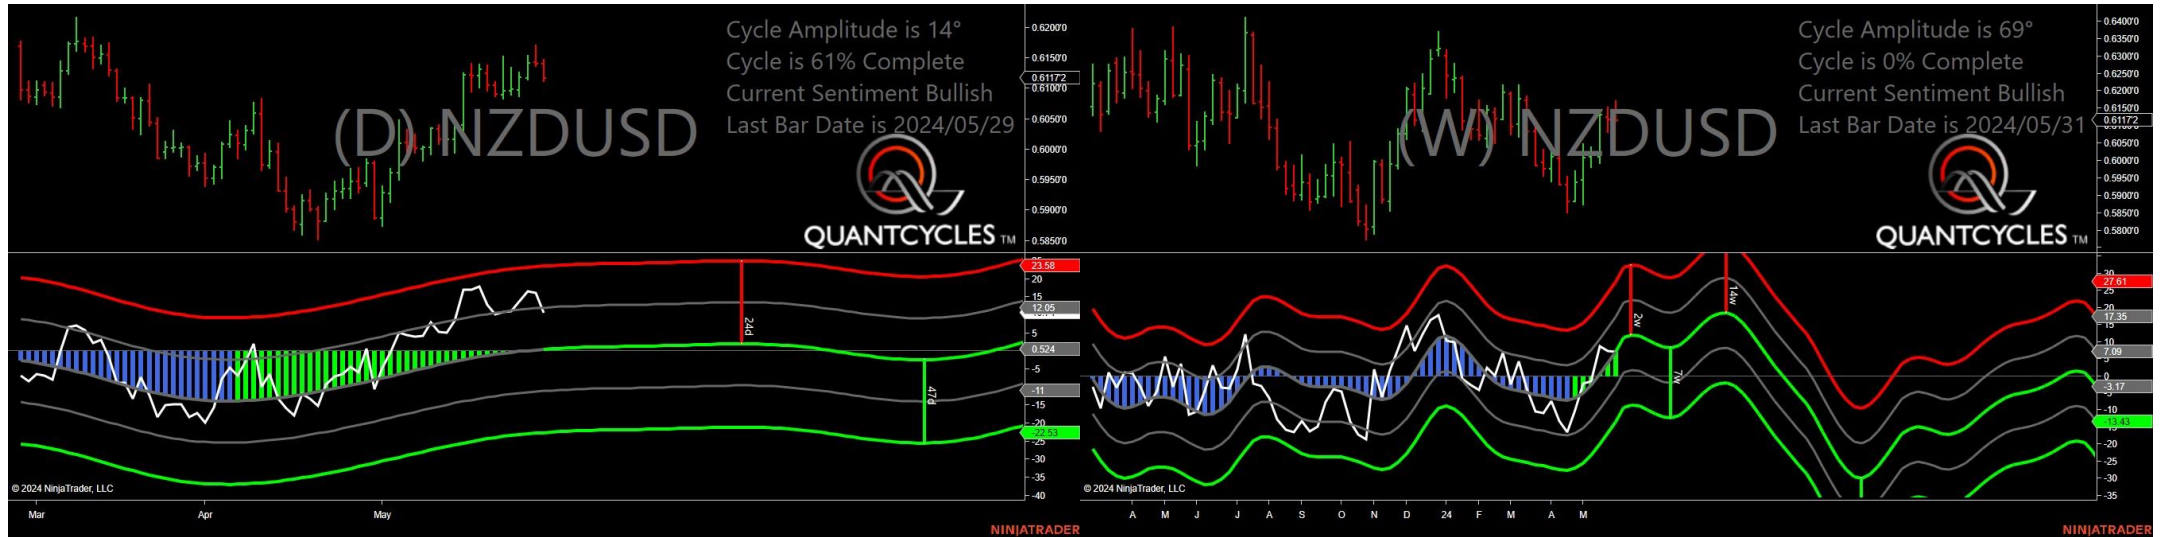 Cycle Amplitude is 14°
Cycle is 61% Complete
Current Sentiment Bullish
Last Bar Date is 2024/05/29
(D) NZDUSD
QUANTCYCLES TM
0.6200'0
0.6150'0
0.6117'2
0.6100'0
0.6050'0
0.6000'0
0.5950'0
0.5900'0
0.5850'0
24d
47d
23.58
20
15
12.05
5
0.524
-5
-11
-15
-22.53
-25
-30
-35
-40
© 2024 NinjaTrader, LLC
Mar Apr May
NINJATRADER
Cycle Amplitude is 69°
Cycle is 0% Complete
Current Sentiment Bullish
Last Bar Date is 2024/05/31
(W) NZDUSD
QUANTCYCLES TM
0.6400'0
0.6350'0
0.6300'0
0.6250'0
0.6200'0
0.6150'0
0.6117'2
0.6050'0
0.6000'0
0.5950'0
0.5900'0
0.5850'0
0.5800'0
2w
7w
14w
30
27.61
25
20
17.35
15
10
7.09
0
-3.17
-10
-13.43
-20
-25
-30
-35
© 2024 NinjaTrader, LLC
A M J J A S O N D 24 F M A M
NINJATRADER